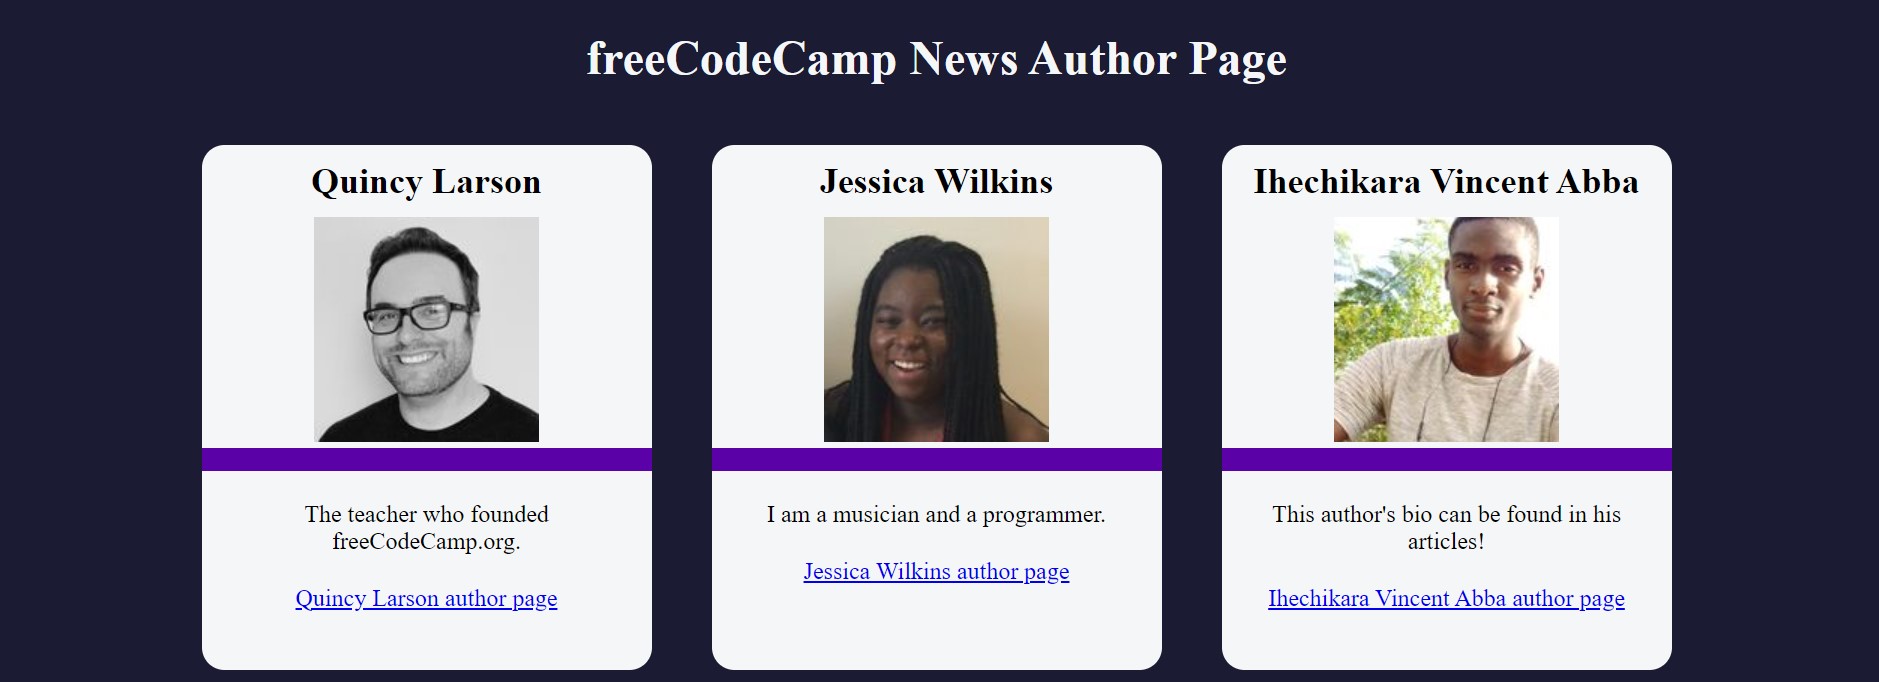 freeCodeCamp News Author Page
Quincy Larson
Jessica Wilkins
Ihechikara Vincent Abba
The teacher who founded
freeCodeCamp.org.
Quincy Larson author page
I am a musician and a programmer.
Jessica Wilkins author page
This author's bio can be found in his
articles!
Ihechikara Vincent Abba author page